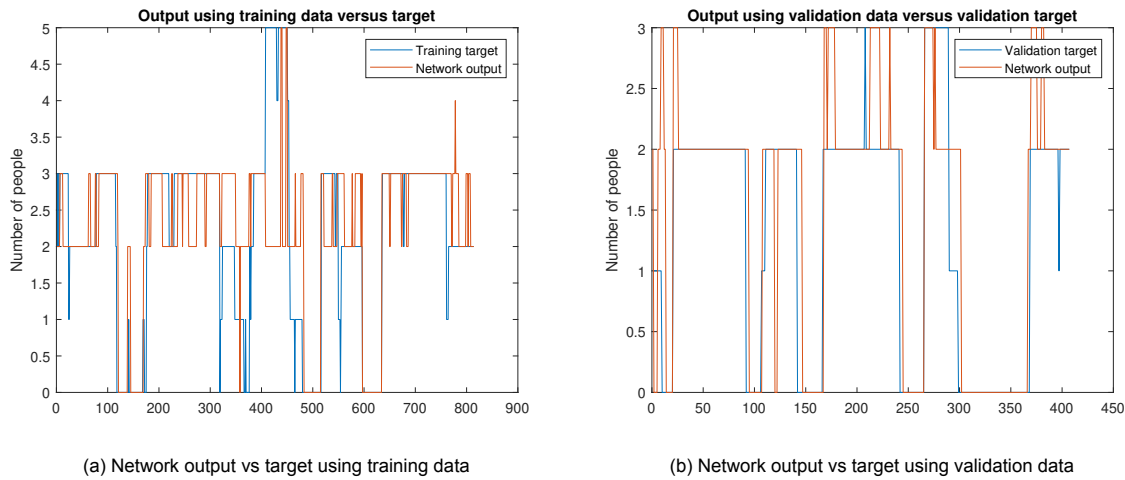 Output using training data versus target
5
4.5
4
3.5
3
2.5
2
1.5
1
0.5
0
Number of people
Training target
Network output
0 100 200 300 400 500 600 700 800 900
(a) Network output vs target using training data
Output using validation data versus validation target
3
2.5
2
1.5
1
0.5
0
Number of people
Validation target
Network output
0 50 100 150 200 250 300 350 400 450
(b) Network output vs target using validation data